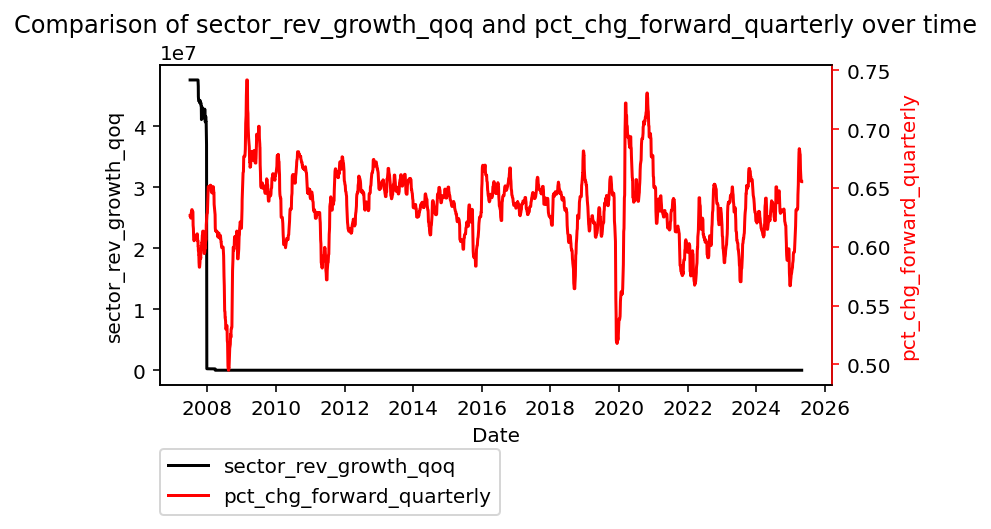 Comparison of sector_rev_growth_qoq and pct_chg_forward_quarterly over time
1e7
sector_rev_growth_qoq
4
3
2
1
0
pct_chg_forward_quarterly
0.75
0.70
0.65
0.60
0.55
0.50
2008 2010 2012 2014 2016 2018 2020 2022 2024 2026
Date
sector_rev_growth_qoq
pct_chg_forward_quarterly